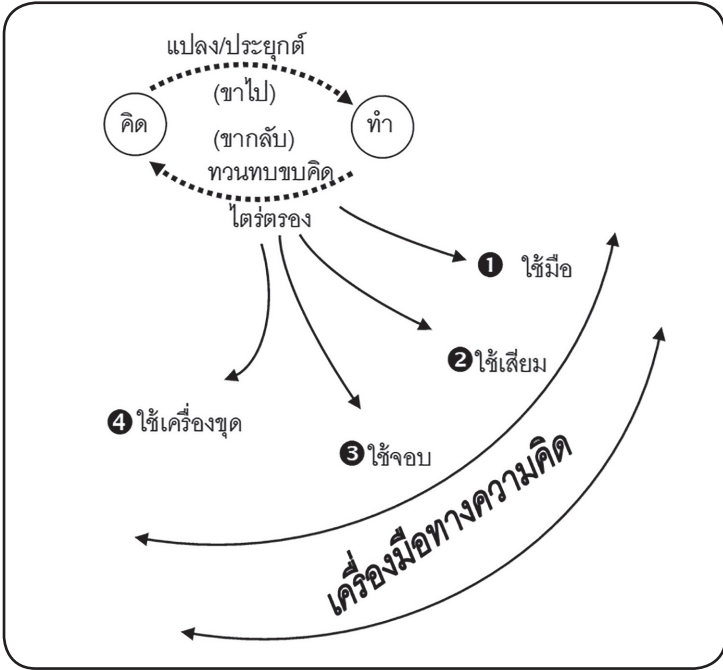 แปลง/ประยุกต์
(ขาไป)
คิด
ทำ
(ขากลับ)
ทวนทบขบคิด
ไตร่ตรอง
❶ ใช้มือ
❷ ใช้เสียม
❸ ใช้จอบ
❹ ใช้เครื่องขุด
เครื่องมือทางความคิด